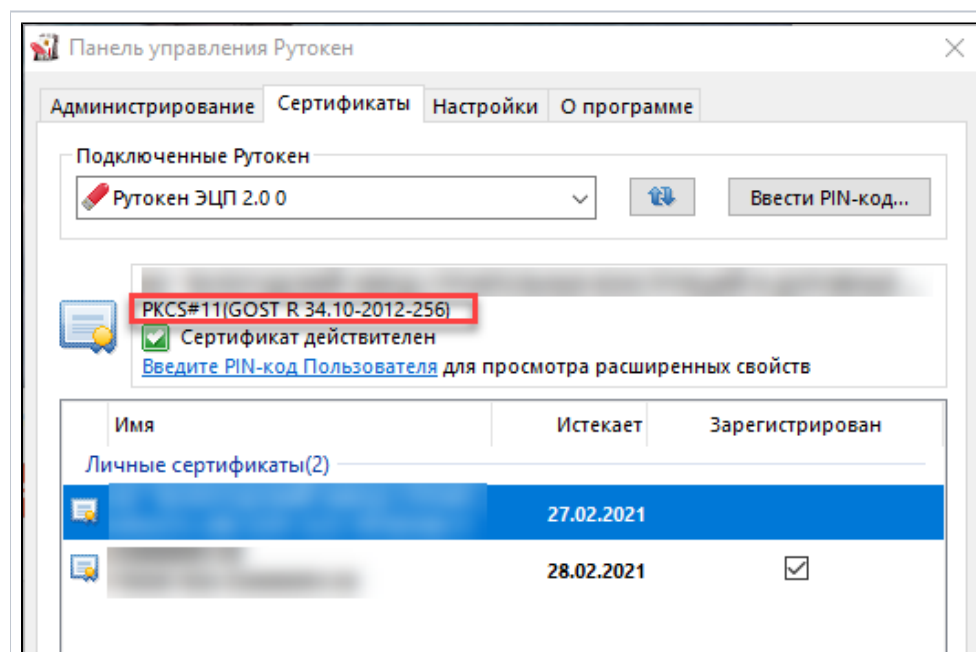 Панель управления Рутокен
Администрирование Сертификаты Настройки О программе
Подключенные Рутокен
Рутокен ЭЦП 2.0 0 Ввести PIN-код...
PKCS#11(GOST R 34.10-2012-256)
Сертификат действителен
Введите PIN-код Пользователя для просмотра расширенных свойств
Имя Истекает Зарегистрирован
Личные сертификаты(2)
27.02.2021
28.02.2021